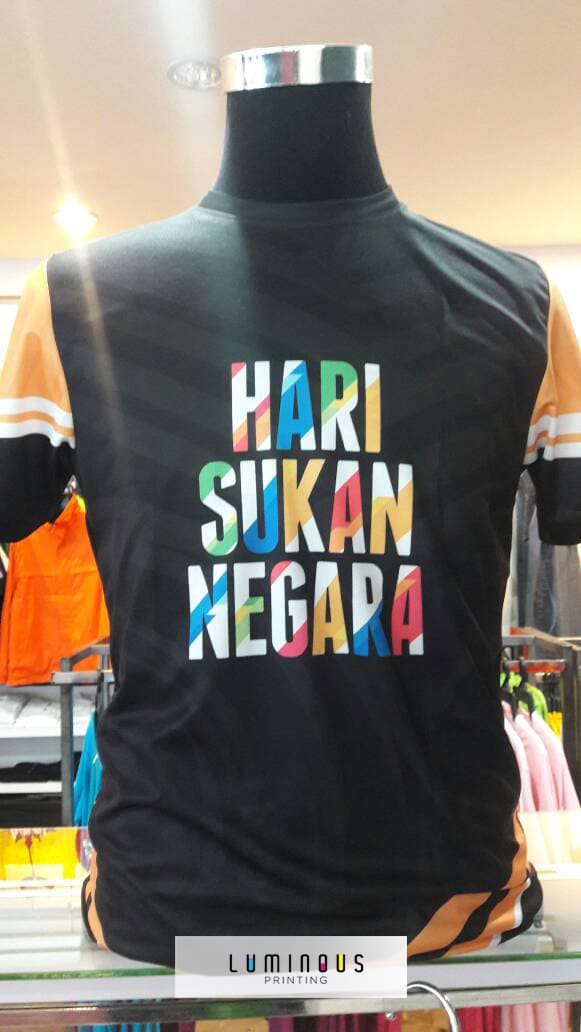 HARI
SUKAN
NEGARA
LUMINOUS
PRINTING